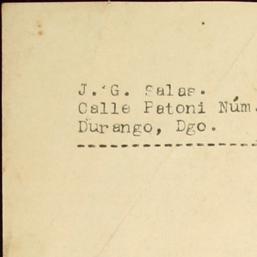 J. G. Salas.
Calle Patoni Núm.
Durango, Dgo.